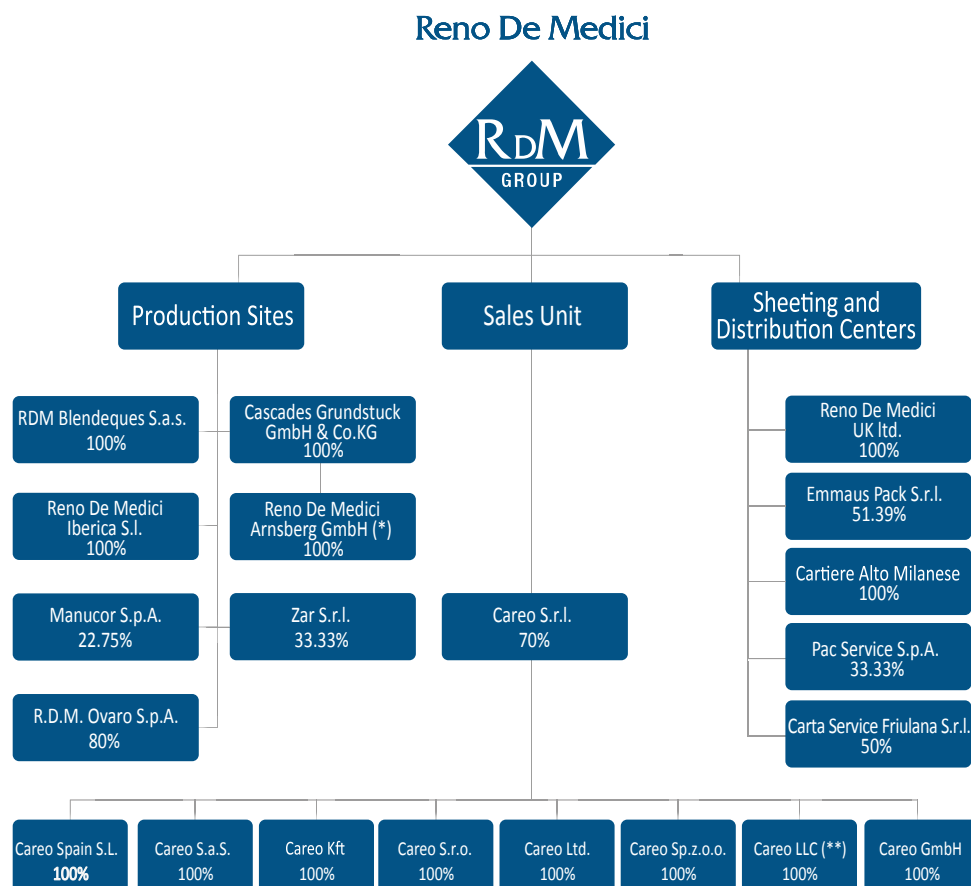 Reno De Medici
RDM
GROUP
Production Sites
Sales Unit
Sheeting and
Distribution Centers
RDM Blendeques S.a.s.
100%
Cascades Grundstuck
GmbH & Co.KG
100%
Reno De Medici
UK ltd.
100%
Emmaus Pack S.r.l.
51.39%
Reno De Medici
Iberica S.l.
100%
Reno De Medici
Arnsberg GmbH (*)
100%
Cartiere Alto Milanese
100%
Manucor S.p.A.
22.75%
Zar S.r.l.
33.33%
Careo S.r.l.
70%
Pac Service S.p.A.
33.33%
R.D.M. Ovaro S.p.A.
80%
Carta Service Friulana S.r.l.
50%
Careo Spain S.L.
100%
Careo S.a.S.
100%
Careo Kft
100%
Careo S.r.o.
100%
Careo Ltd.
100%
Careo Sp.z.o.o.
100%
Careo LLC (**)
100%
Careo GmbH
100%